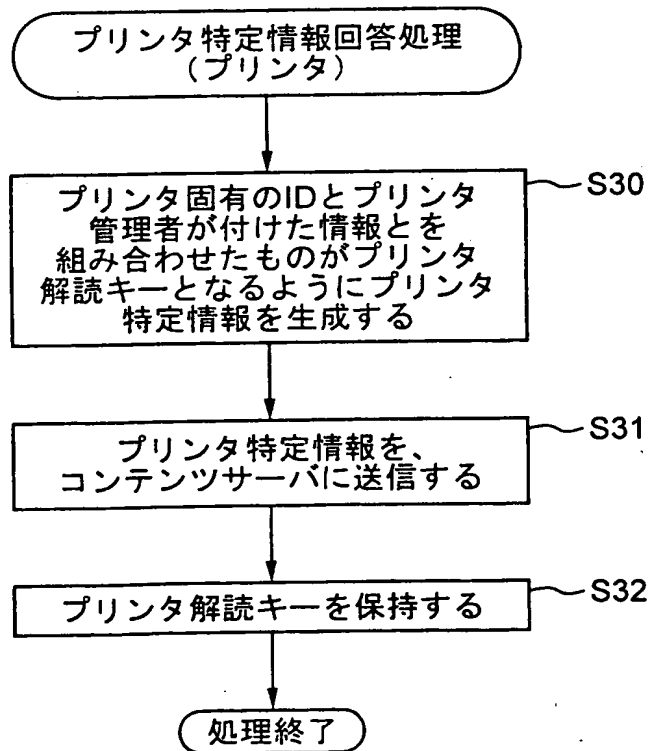 プリンタ特定情報回答処理
(プリンタ)
プリンタ固有のIDとプリンタ
管理者が付けた情報とを
組み合わせたものがプリンタ
解読キーとなるようにプリンタ
特定情報を生成する
S30
プリンタ特定情報を、
コンテンツサーバに送信する
S31
プリンタ解読キーを保持する
S32
処理終了